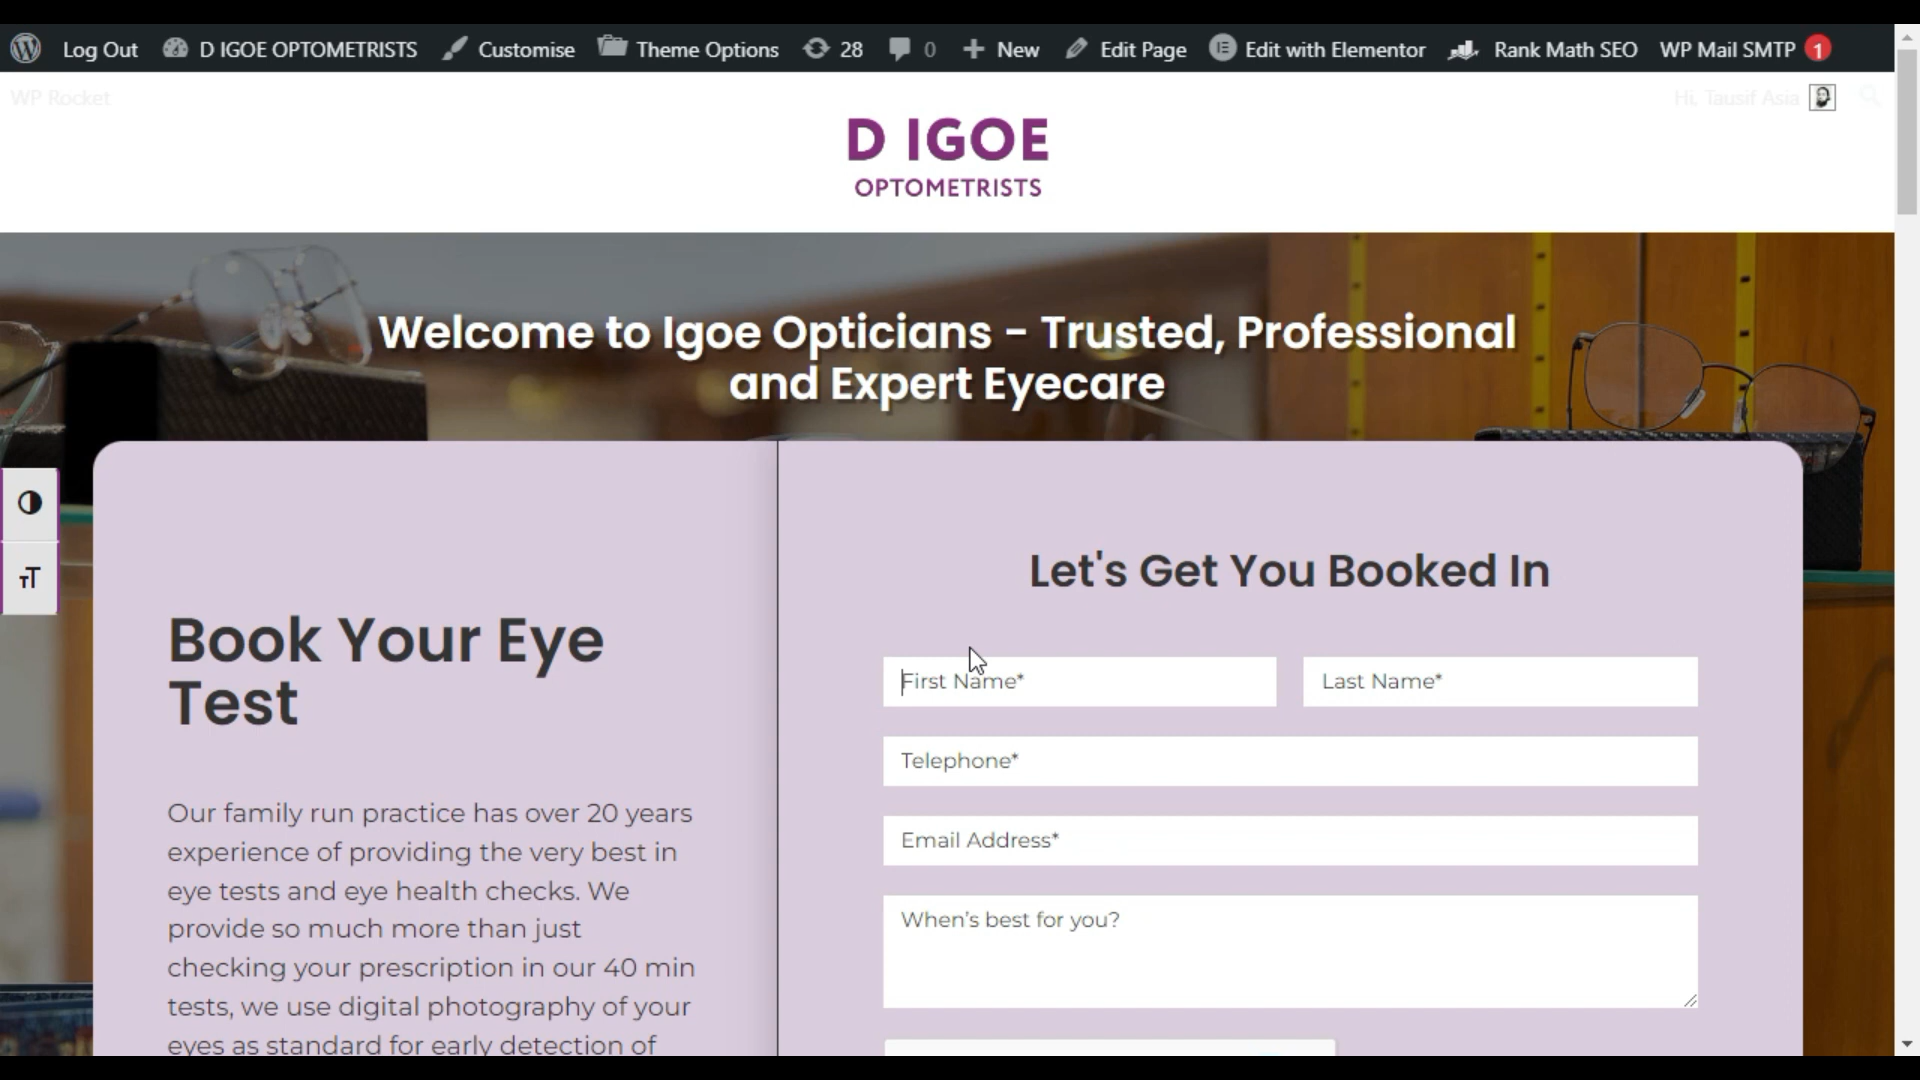 Log Out D IGOE OPTOMETRISTS Customise Theme Options 28 0 New Edit Page Edit with Elementor Rank Math SEO WP Mail SMTP 1
WP Rocket Hi, Tausif Asia
D IGOE
OPTOMETRISTS
Welcome to Igoe Opticians - Trusted, Professional
and Expert Eyecare
Let's Get You Booked In
Book Your Eye
Test
First Name* Last Name*
Telephone*
Email Address*
When's best for you?
Our family run practice has over 20 years
experience of providing the very best in
eye tests and eye health checks. We
provide so much more than just
checking your prescription in our 40 min
tests, we use digital photography of your
eyes as standard for early detection of